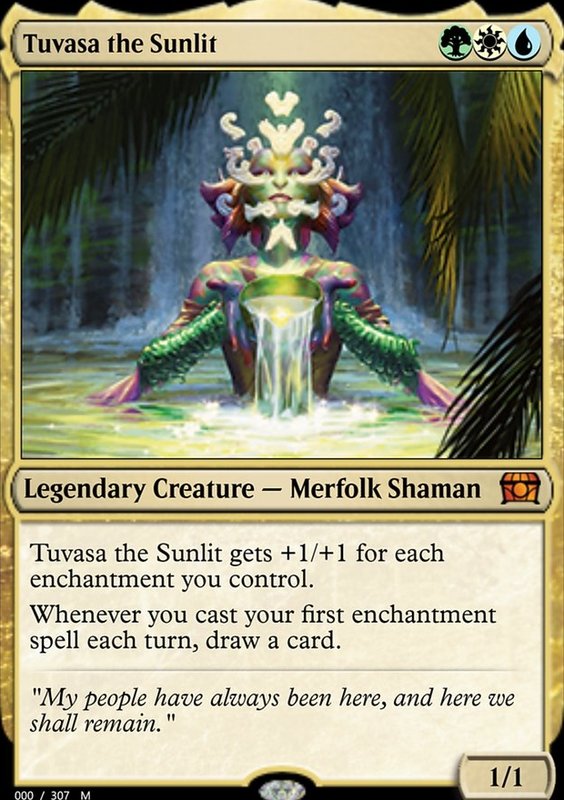 Tuvasa the Sunlit
Legendary Creature — Merfolk Shaman
Tuvasa the Sunlit gets +1/+1 for each
enchantment you control.
Whenever you cast your first enchantment
spell each turn, draw a card.
"My people have always been here, and here we
shall remain."
1/1
000 / 307 M